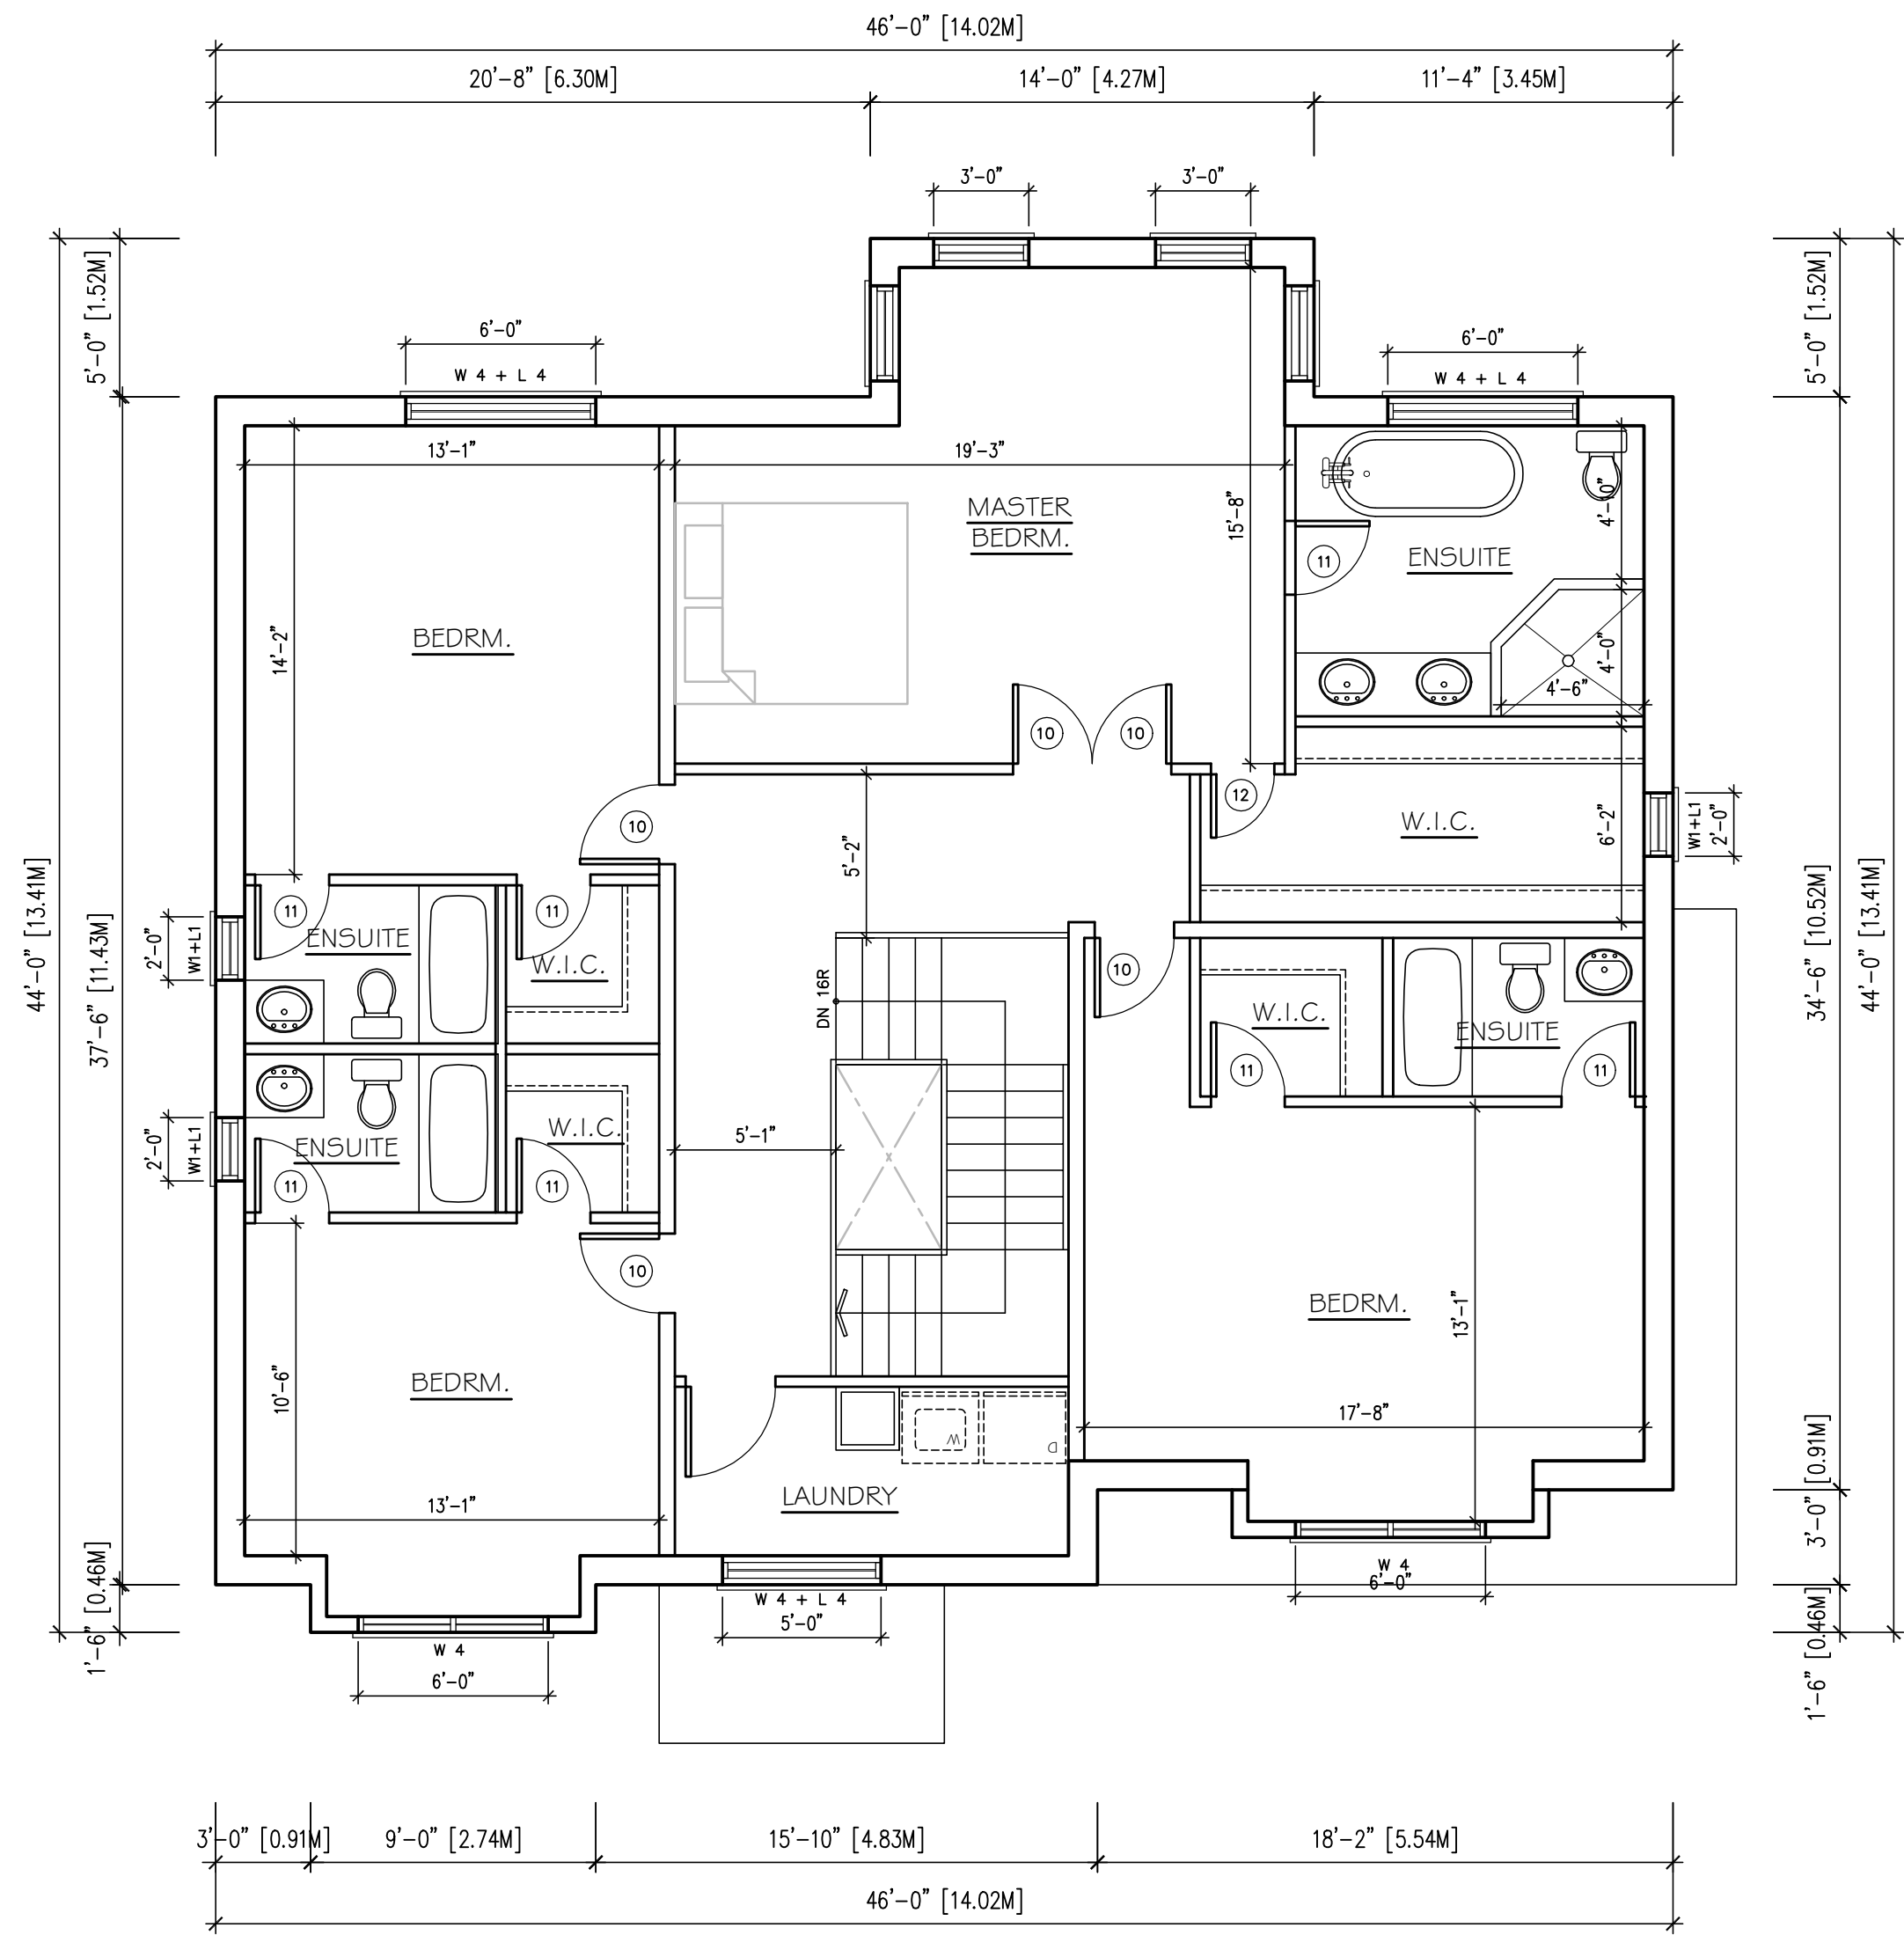 46'-0" [14.02M]
20'-8" [6.30M]
14'-0" [4.27M]
11'-4" [3.45M]
3'-0"
3'-0"
5'-0" [1.52M]
5'-0" [1.52M]
6'-0"
W 4 + L 4
6'-0"
W 4 + L 4
13'-1"
19'-3"
MASTER
BEDRM.
15'-8"
4'-10"
11
ENSUITE
14'-2"
BEDRM.
4'-0"
4'-6"
10
10
12
10
5'-2"
W.I.C.
6'-2"
W1+L1
2'-0"
44'-0" [13.41M]
37'-6" [11.43M]
34'-6" [10.52M]
44'-0" [13.41M]
2'-0"
W1+L1
11
ENSUITE
11
W.I.C.
DN 16R
10
W.I.C.
ENSUITE
11
11
2'-0"
W1+L1
ENSUITE
11
W.I.C.
11
5'-1"
10
BEDRM.
13'-1"
10'-6"
BEDRM.
17'-8"
W
D
LAUNDRY
13'-1"
3'-0" [0.91M]
1'-6" [0.46M]
1'-6" [0.46M]
W 4
6'-0"
W 4 + L 4
5'-0"
W 4
6'-0"
3'-0" [0.91M]
9'-0" [2.74M]
15'-10" [4.83M]
18'-2" [5.54M]
46'-0" [14.02M]